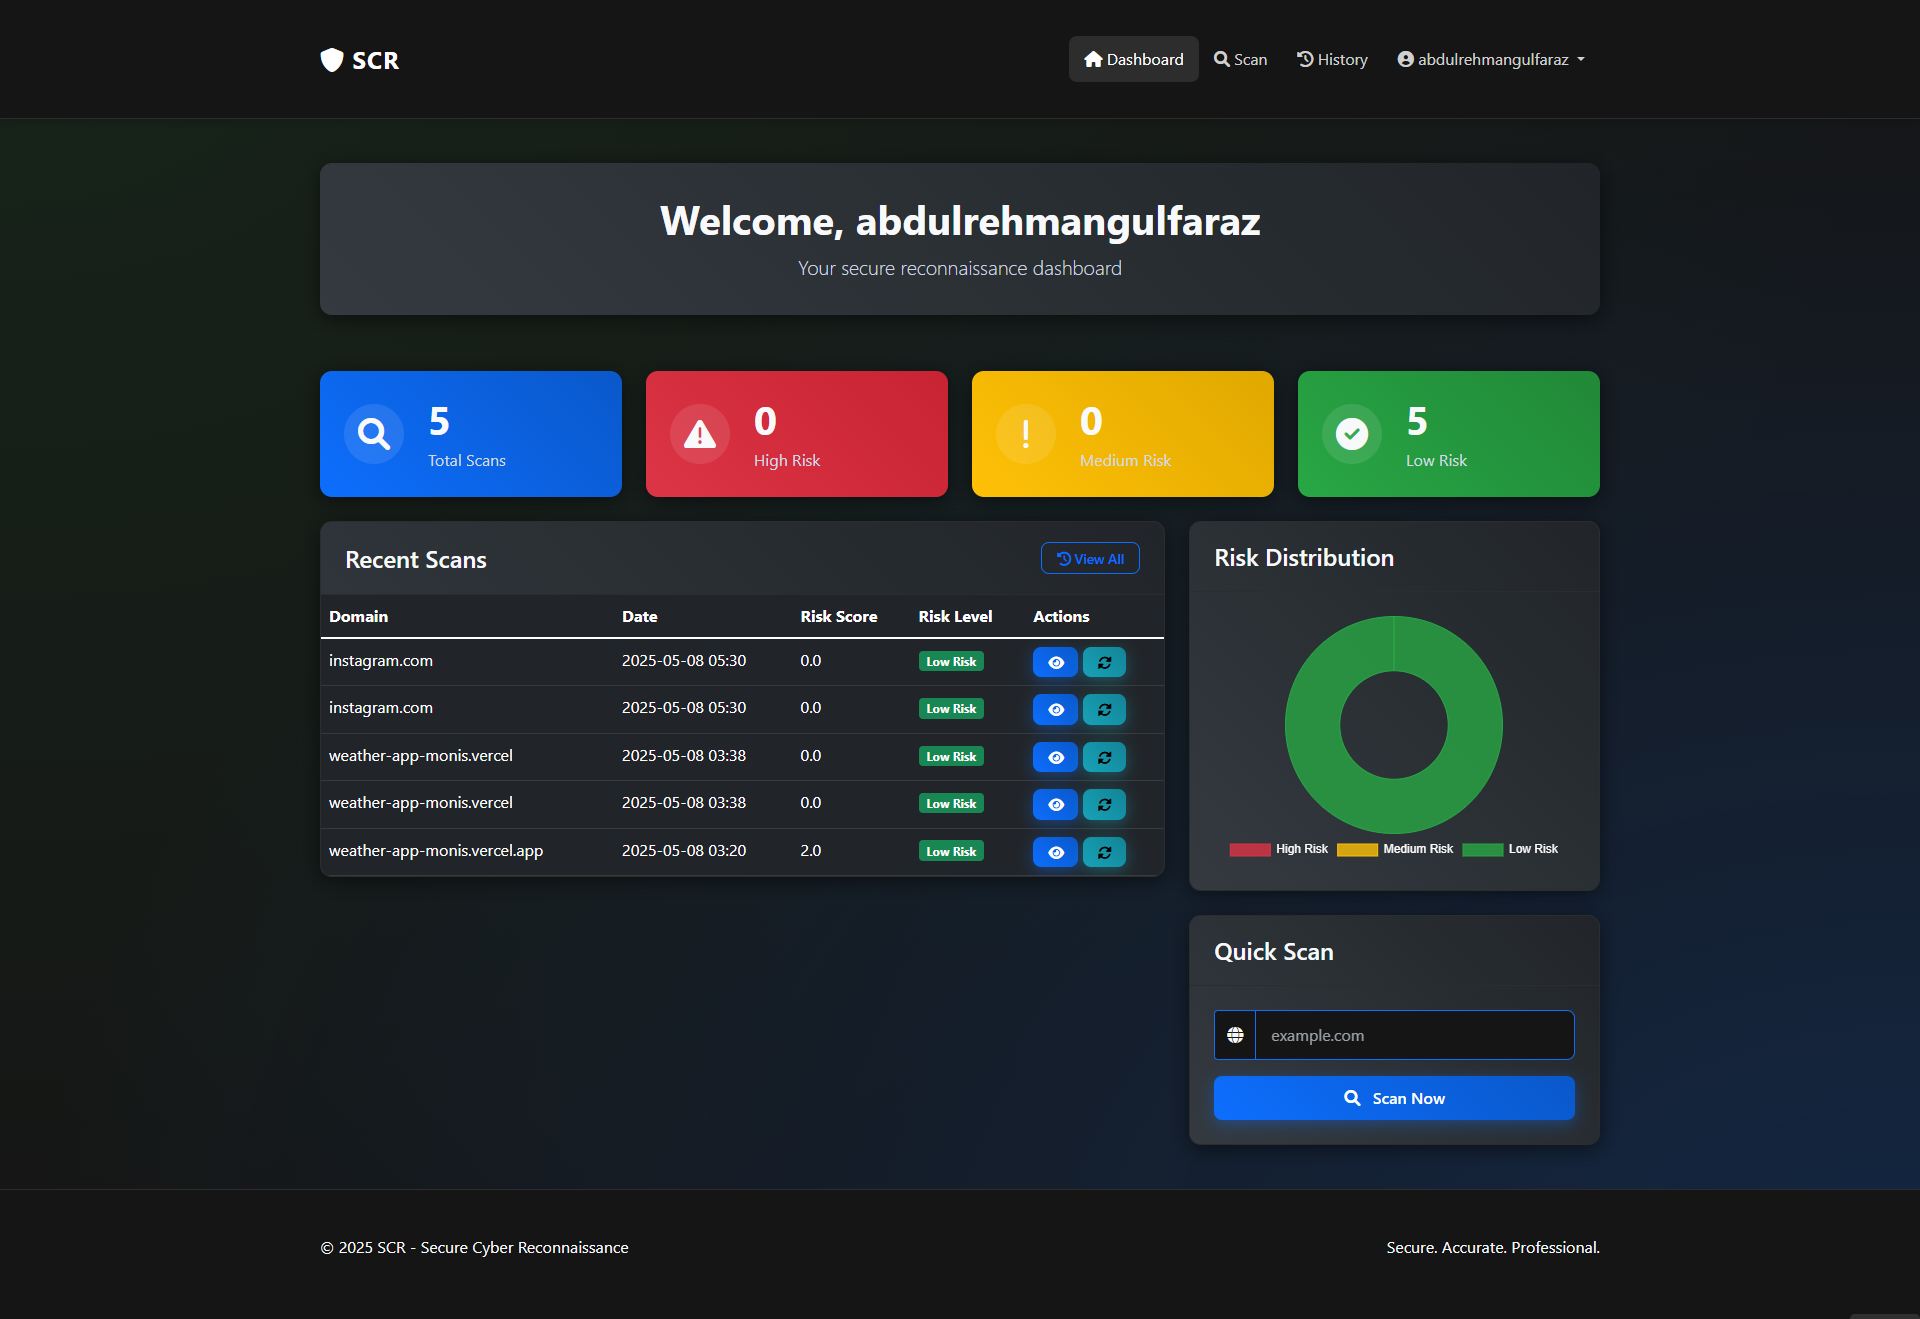 SCR
Dashboard Scan History abdulrehmangulfaraz
Welcome, abdulrehmangulfaraz
Your secure reconnaissance dashboard
5
Total Scans
0
High Risk
0
Medium Risk
5
Low Risk
Recent Scans View All
Domain Date Risk Score Risk Level Actions
instagram.com 2025-05-08 05:30 0.0 Low Risk
instagram.com 2025-05-08 05:30 0.0 Low Risk
weather-app-monis.vercel 2025-05-08 03:38 0.0 Low Risk
weather-app-monis.vercel 2025-05-08 03:38 0.0 Low Risk
weather-app-monis.vercel.app 2025-05-08 03:20 2.0 Low Risk
Risk Distribution
High Risk Medium Risk Low Risk
Quick Scan
example.com
Scan Now
© 2025 SCR - Secure Cyber Reconnaissance
Secure. Accurate. Professional.